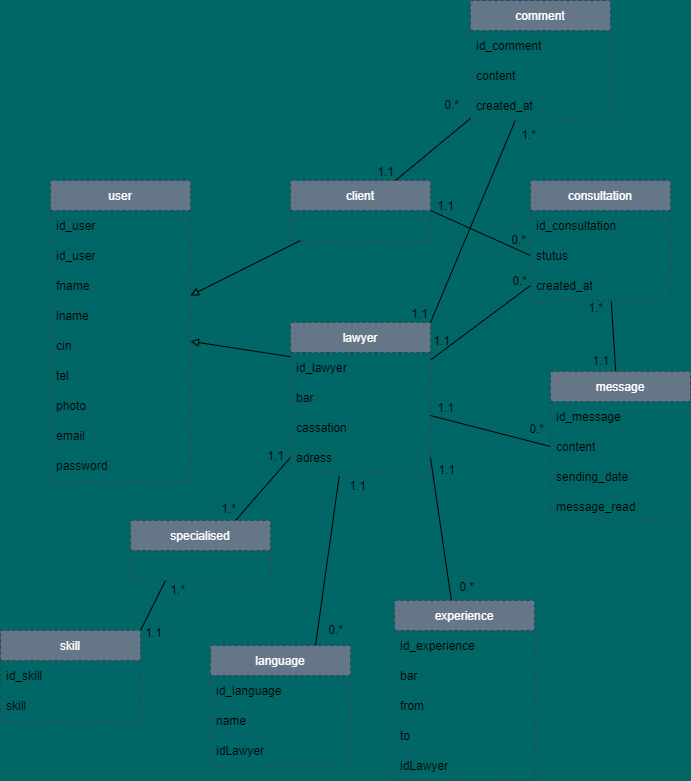 comment
id_comment
content
created_at
0.*
1.*
1.1
user
id_user
id_user
fname
lname
cin
tel
photo
email
password
client
1.1
0.*
consultation
id_consultation
stutus
created_at
0.*
1.*
1.1
1.1
1.1
lawyer
id_lawyer
bar
cassation
adress
1.1
0.*
message
id_message
content
sending_date
message_read
1.1
1.1
1.1
1.*
specialised
1.*
1.1
skill
id_skill
skill
0.*
language
id_language
name
idLawyer
0.*
experience
id_experience
bar
from
to
idLawyer